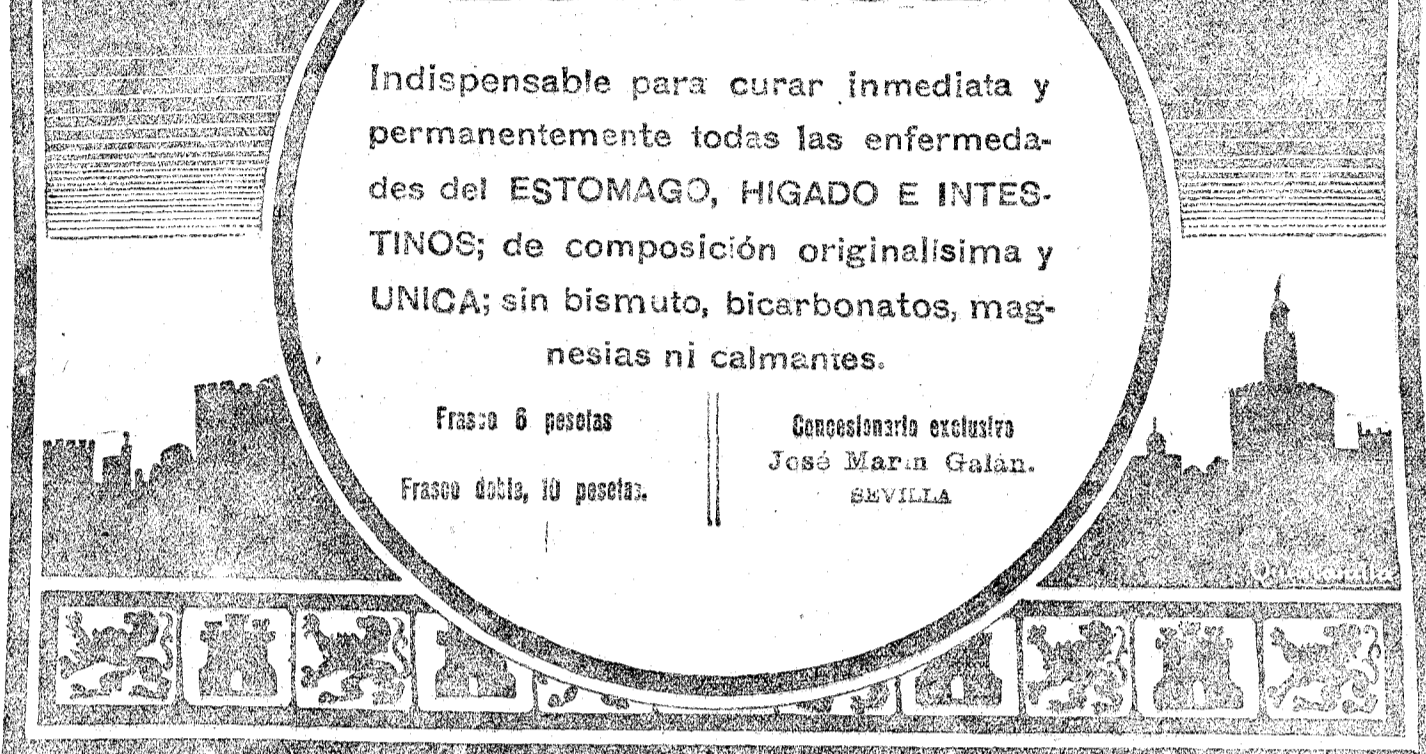 Indispensable para curar inmediata y
permanentemente todas las enfermeda-
des del ESTOMAGO, HIGADO E INTES-
TINOS; de composición originalísima y
UNICA; sin bismuto, bicarbonatos, mag-
nesias ni calmantes.
Frasco 6 pesetas
Frasco doble, 10 pesetas.
Concesionario exclusivo
José Marin Galán.
SEVILLA